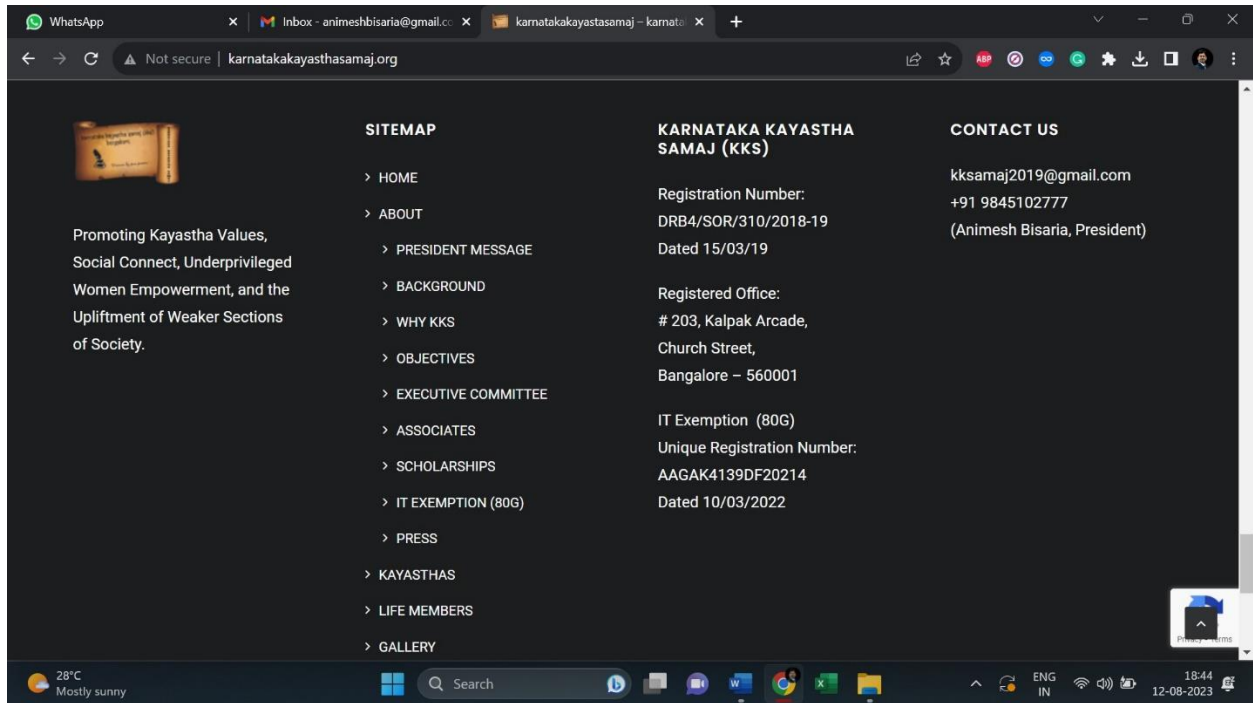 WhatsApp
Inbox - animeshbisaria@gmail.cc
karnatakakayastasamaj – karnatal
Not secure
karnatakakayasthasamaj.org
ABP
Promoting Kayastha Values,
Social Connect, Underprivileged
Women Empowerment, and the
Upliftment of Weaker Sections
of Society.
SITEMAP
> HOME
> ABOUT
> PRESIDENT MESSAGE
> BACKGROUND
> WHY KKS
> OBJECTIVES
> EXECUTIVE COMMITTEE
> ASSOCIATES
> SCHOLARSHIPS
> IT EXEMPTION (80G)
> PRESS
> KAYASTHAS
> LIFE MEMBERS
> GALLERY
KARNATAKA KAYASTHA
SAMAJ (KKS)
Registration Number:
DRB4/SOR/310/2018-19
Dated 15/03/19
Registered Office:
# 203, Kalpak Arcade,
Church Street,
Bangalore – 560001
IT Exemption (80G)
Unique Registration Number:
AAGAK4139DF20214
Dated 10/03/2022
CONTACT US
kksamaj2019@gmail.com
+91 9845102777
(Animesh Bisaria, President)
28°C
Mostly sunny
Search
ENG
IN
18:44
12-08-2023